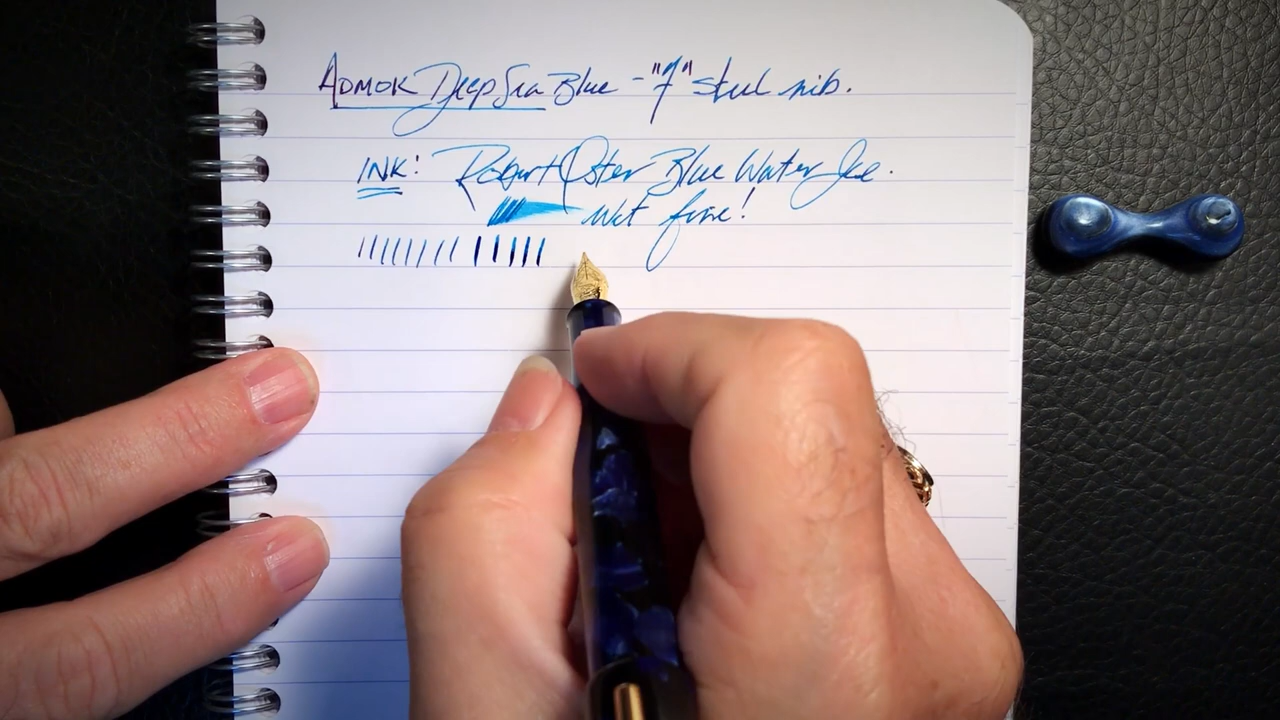 ADMOK Deep Sea Blue - "f" steel nib.
INK: Robert Oster Blue Water Ice.
Wet fine!